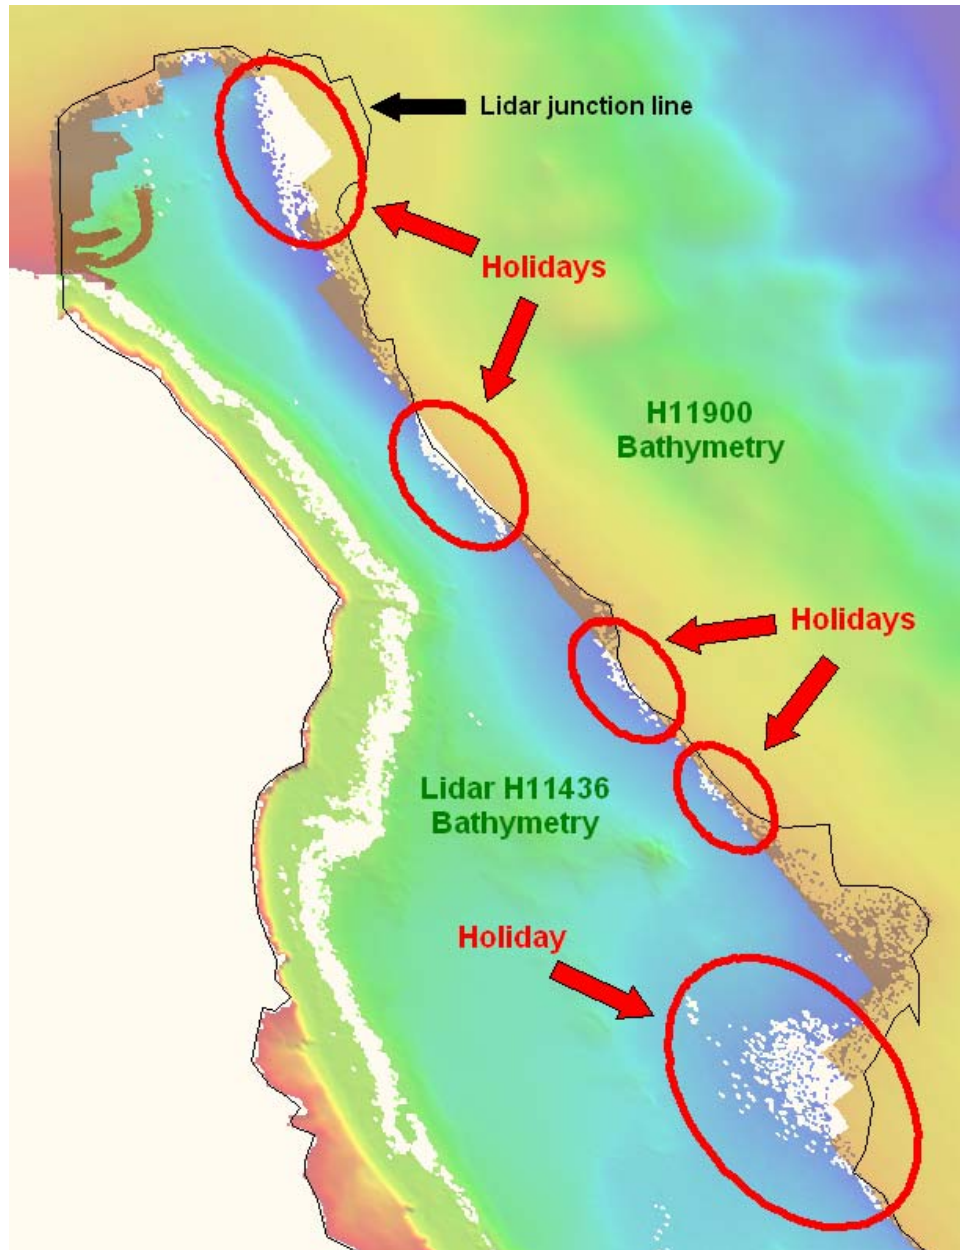 Lidar junction line
Holidays
H11900
Bathymetry
Holidays
Lidar H11436
Bathymetry
Holiday